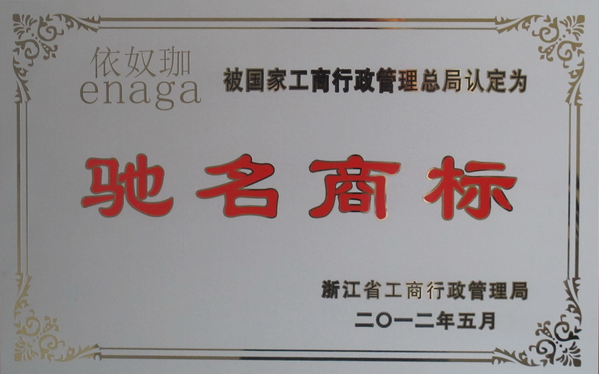 依奴珈
enaga 被国家工商行政管理总局认定为
驰名商标
浙江省工商行政管理局
二〇一二年五月